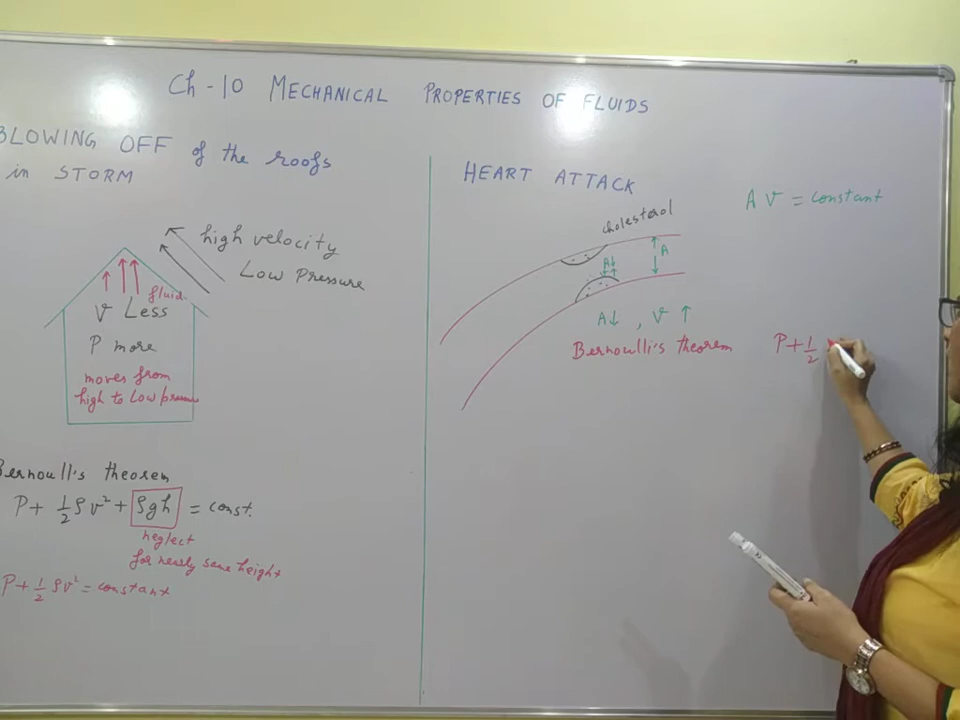 Ch-10 MECHANICAL PROPERTIES OF FLUIDS
BLOWING OFF of the roofs
in STORM
high velocity
Low Pressure
fluid
v Less
P more
moves from
high to Low pressure
Bernoulli's theorem
P + 1/2 ρv² + ρgh = const.
neglect
for nearly same height
P + 1/2 ρv² = constant
HEART ATTACK
A v = constant
cholesterol
A↓
A
A↓ , v ↑
Bernoulli's theorem
P + 1/2